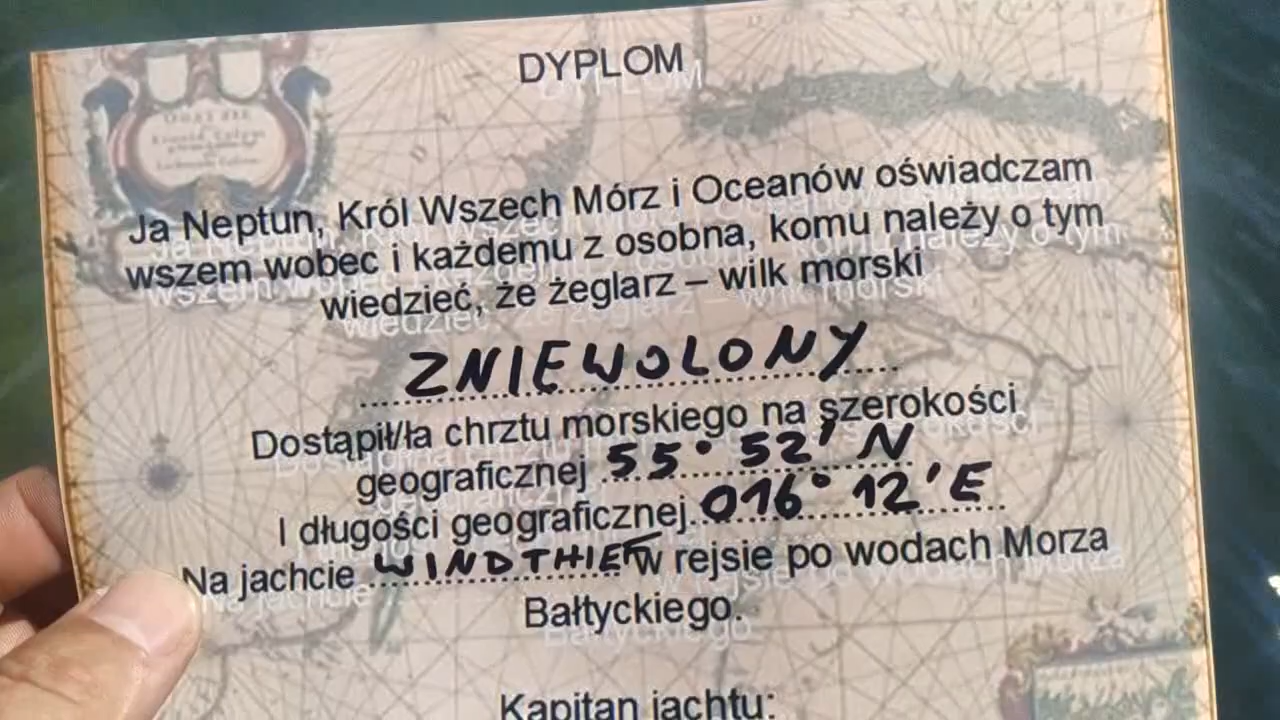 DYPLOM
Ja Neptun, Król Wszech Mórz i Oceanów oświadczam
wszem wobec i każdemu z osobna, komu należy o tym
wiedzieć, że żeglarz – wilk morski
ZNIEWOLONY
Dostąpił/ła chrztu morskiego na szerokości
geograficznej 55° 52' N
I długości geograficznej 016° 12' E
Na jachcie WINDTHIEF w rejsie po wodach Morza
Bałtyckiego.
Kapitan jachtu: